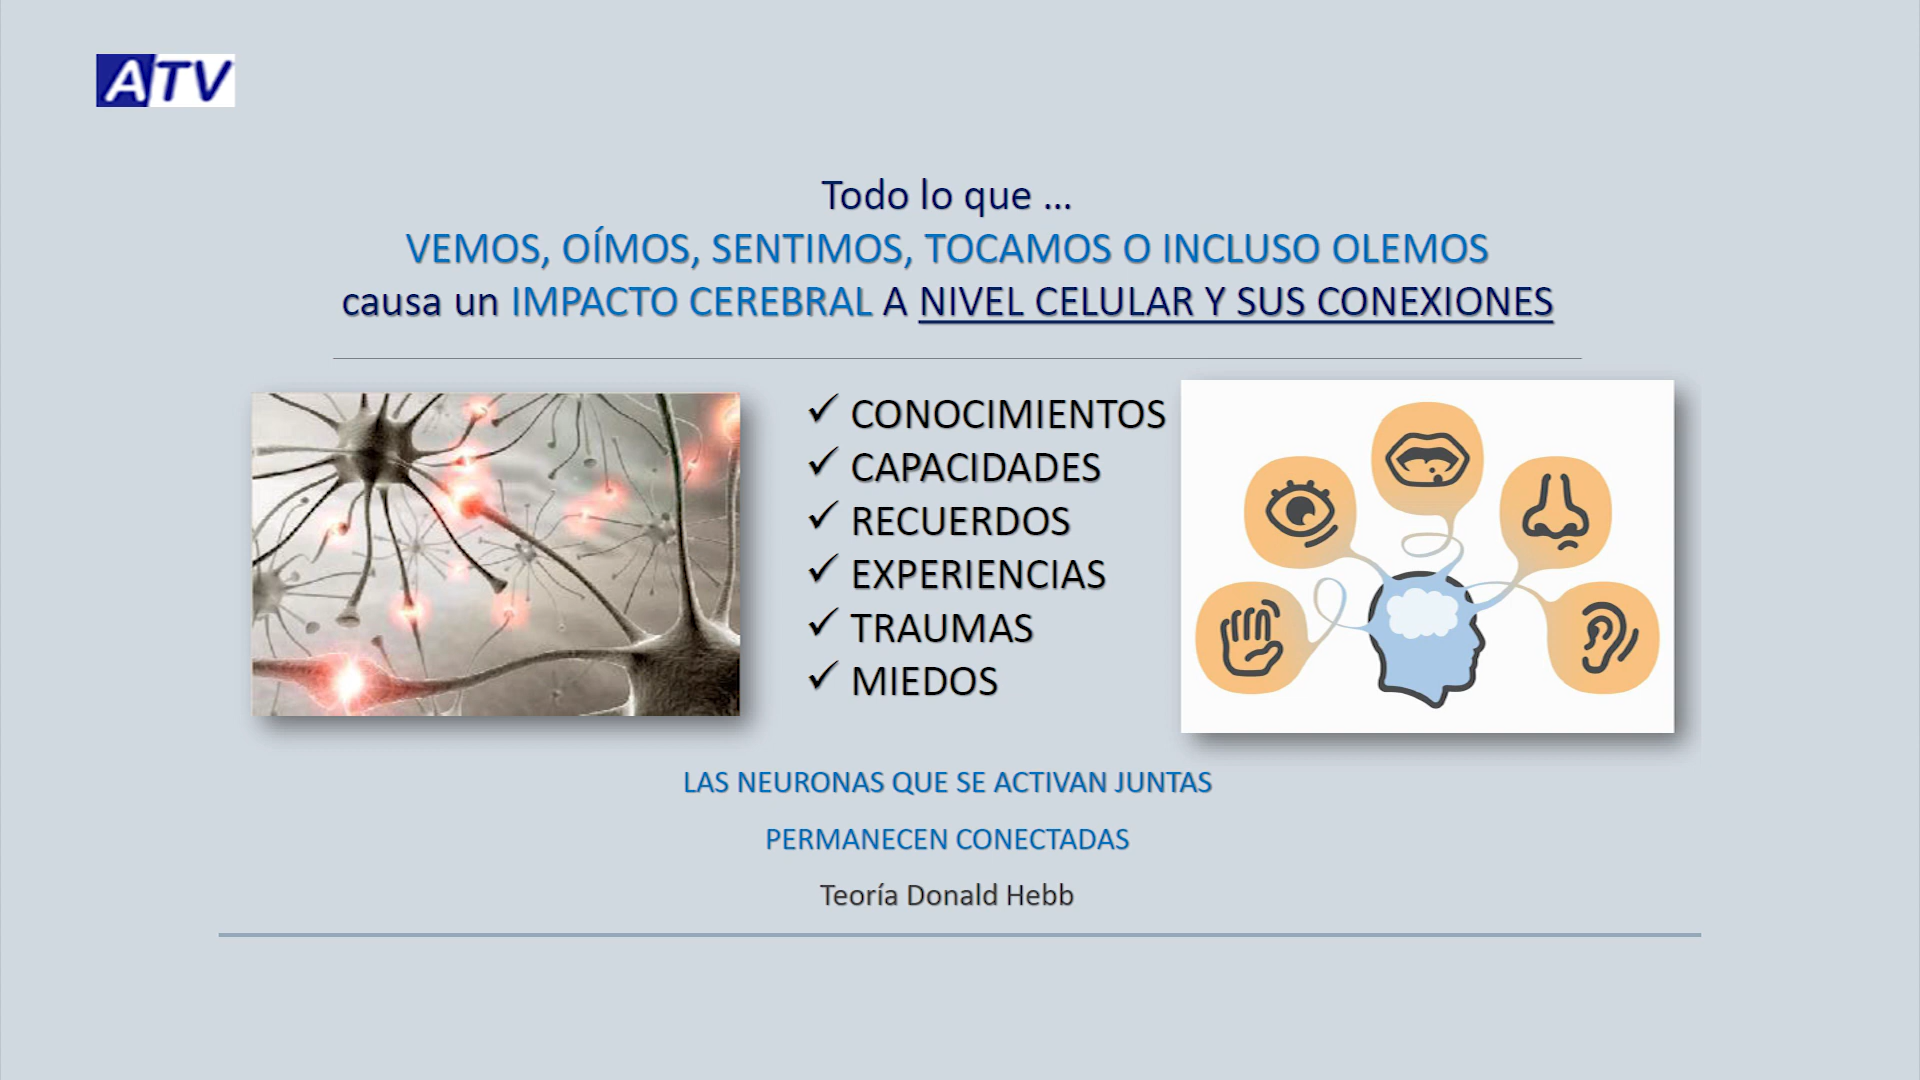 ATV
Todo lo que ...
VEMOS, OÍMOS, SENTIMOS, TOCAMOS O INCLUSO OLEMOS
causa un IMPACTO CEREBRAL A NIVEL CELULAR Y SUS CONEXIONES
✓ CONOCIMIENTOS
✓ CAPACIDADES
✓ RECUERDOS
✓ EXPERIENCIAS
✓ TRAUMAS
✓ MIEDOS
LAS NEURONAS QUE SE ACTIVAN JUNTAS
PERMANECEN CONECTADAS
Teoría Donald Hebb